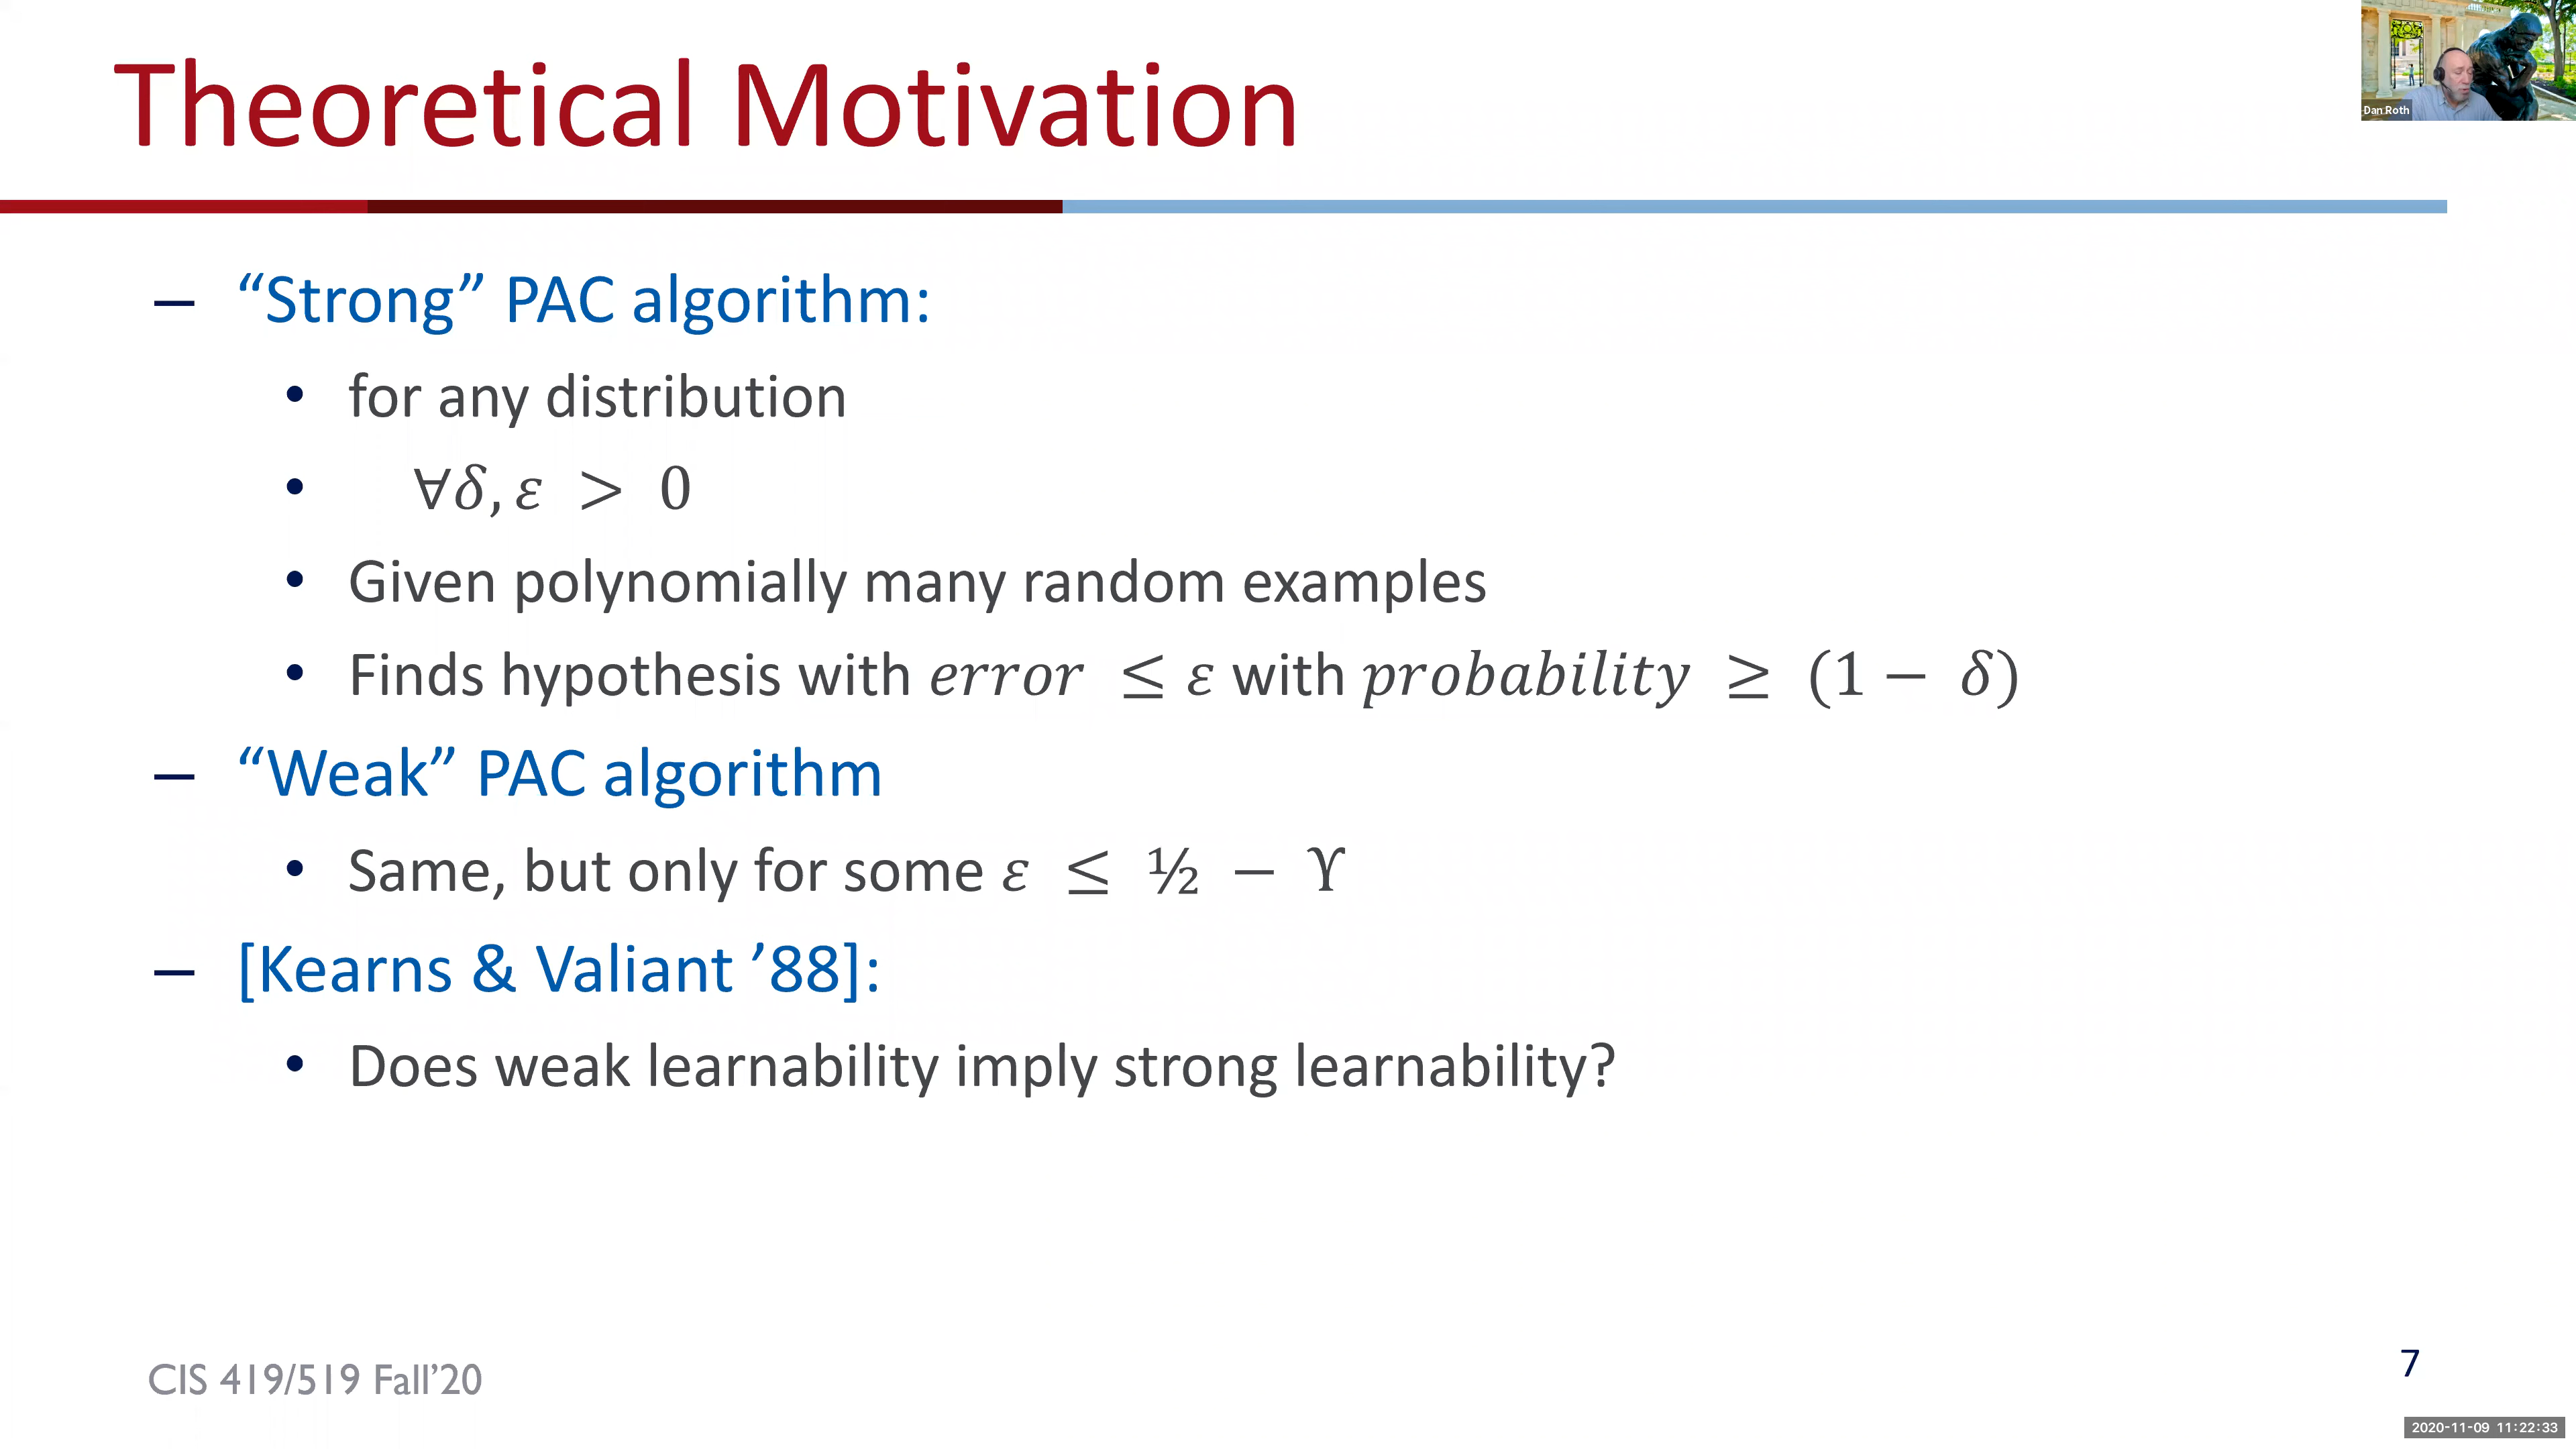 Theoretical Motivation
Dan Roth
– “Strong” PAC algorithm:
• for any distribution
• ∀δ, ε > 0
• Given polynomially many random examples
• Finds hypothesis with error ≤ ε with probability ≥ (1 − δ)
– “Weak” PAC algorithm
• Same, but only for some ε ≤ ½ − ϒ
– [Kearns & Valiant ’88]:
• Does weak learnability imply strong learnability?
CIS 419/519 Fall’20
7
2020-11-09 11:22:33